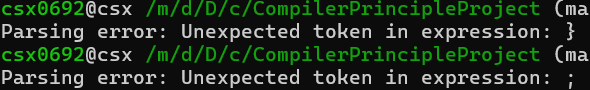 csx0692@csx /m/d/D/c/CompilerPrincipleProject (ma
Parsing error: Unexpected token in expression: }
csx0692@csx /m/d/D/c/CompilerPrincipleProject (ma
Parsing error: Unexpected token in expression: ;